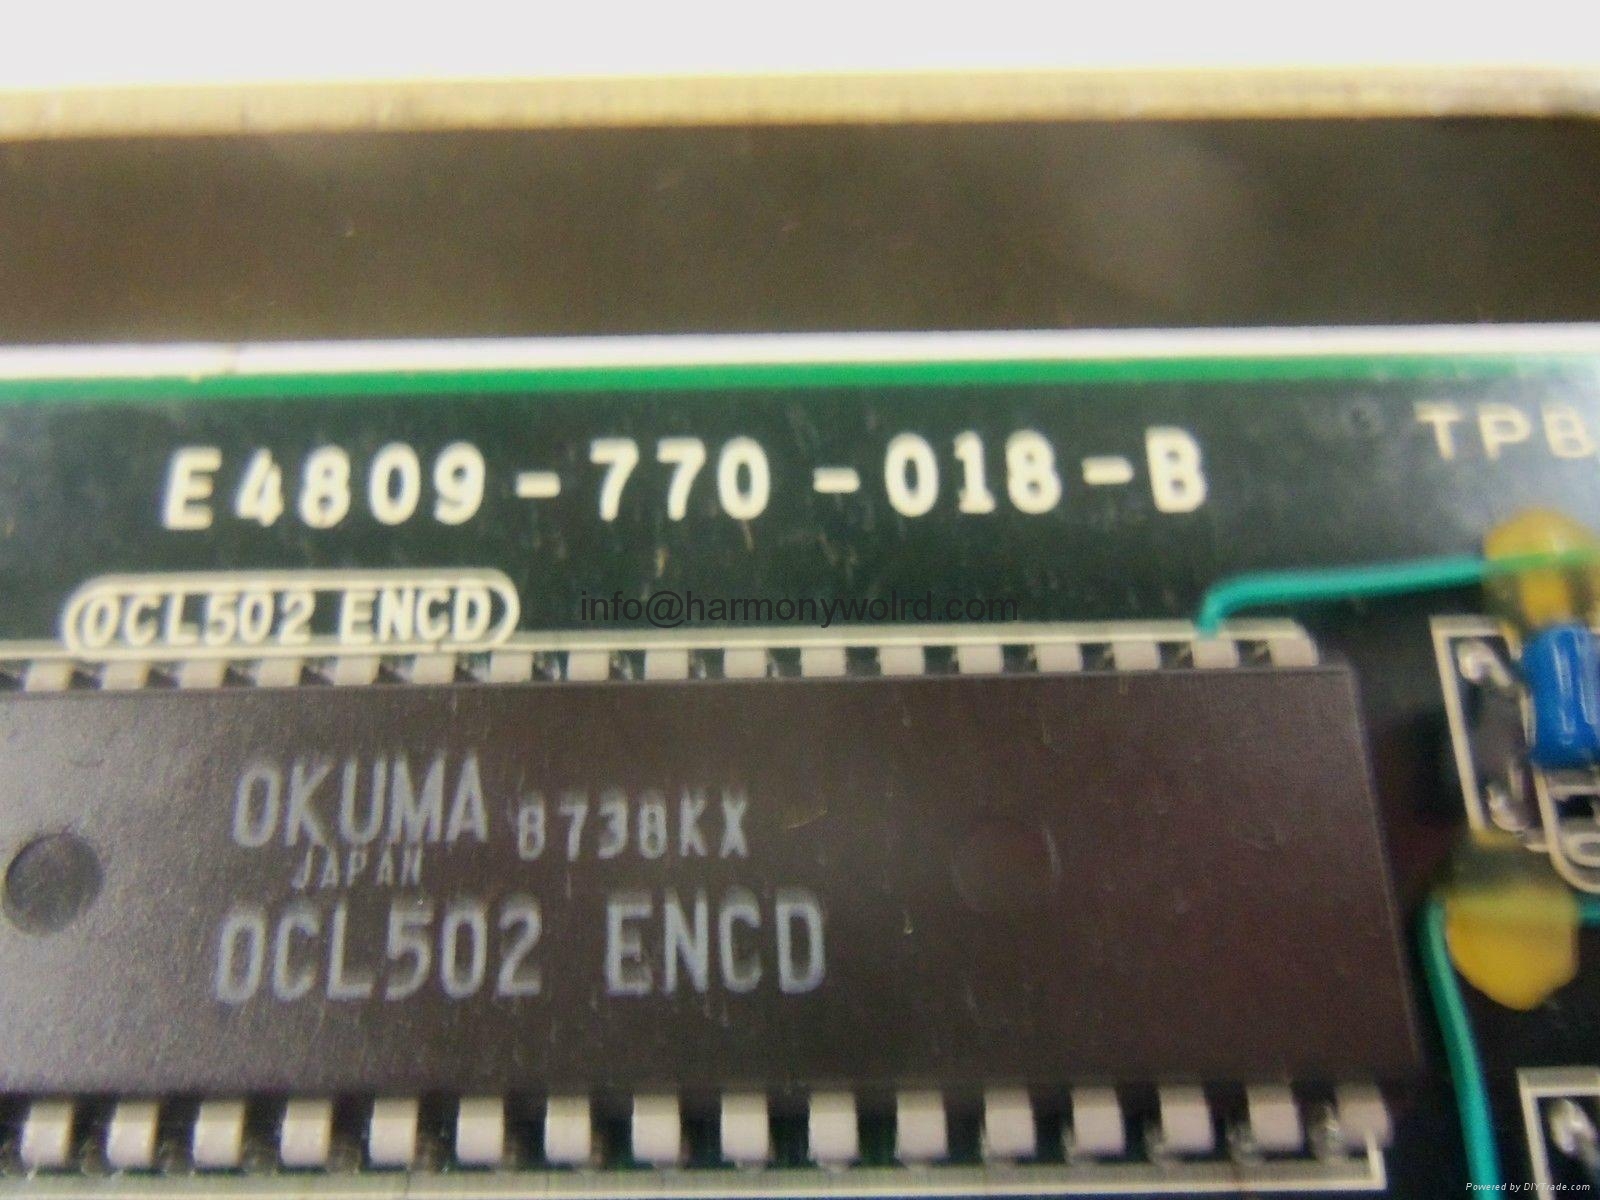 E4809-770-018-B
TPB
OCL502 ENCD
info@harmonywolrd.com
OKUMA 8738KX
JAPAN
OCL502 ENCD
Powered by DIYTrade.com